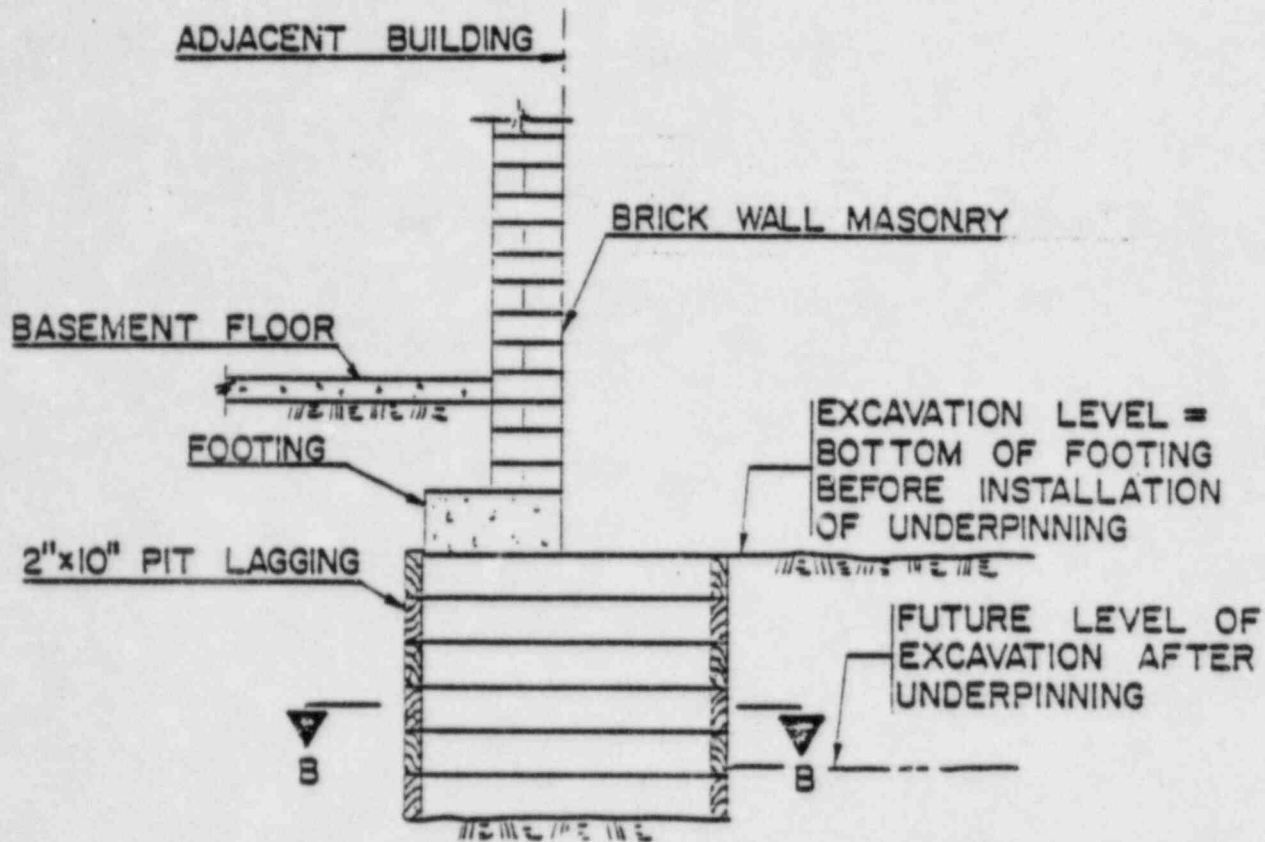 ADJACENT BUILDING
BRICK WALL MASONRY
BASEMENT FLOOR
EXCAVATION LEVEL =
BOTTOM OF FOOTING
BEFORE INSTALLATION
OF UNDERPINNING
FOOTING
2"x10" PIT LAGGING
FUTURE LEVEL OF
EXCAVATION AFTER
UNDERPINNING
B
B